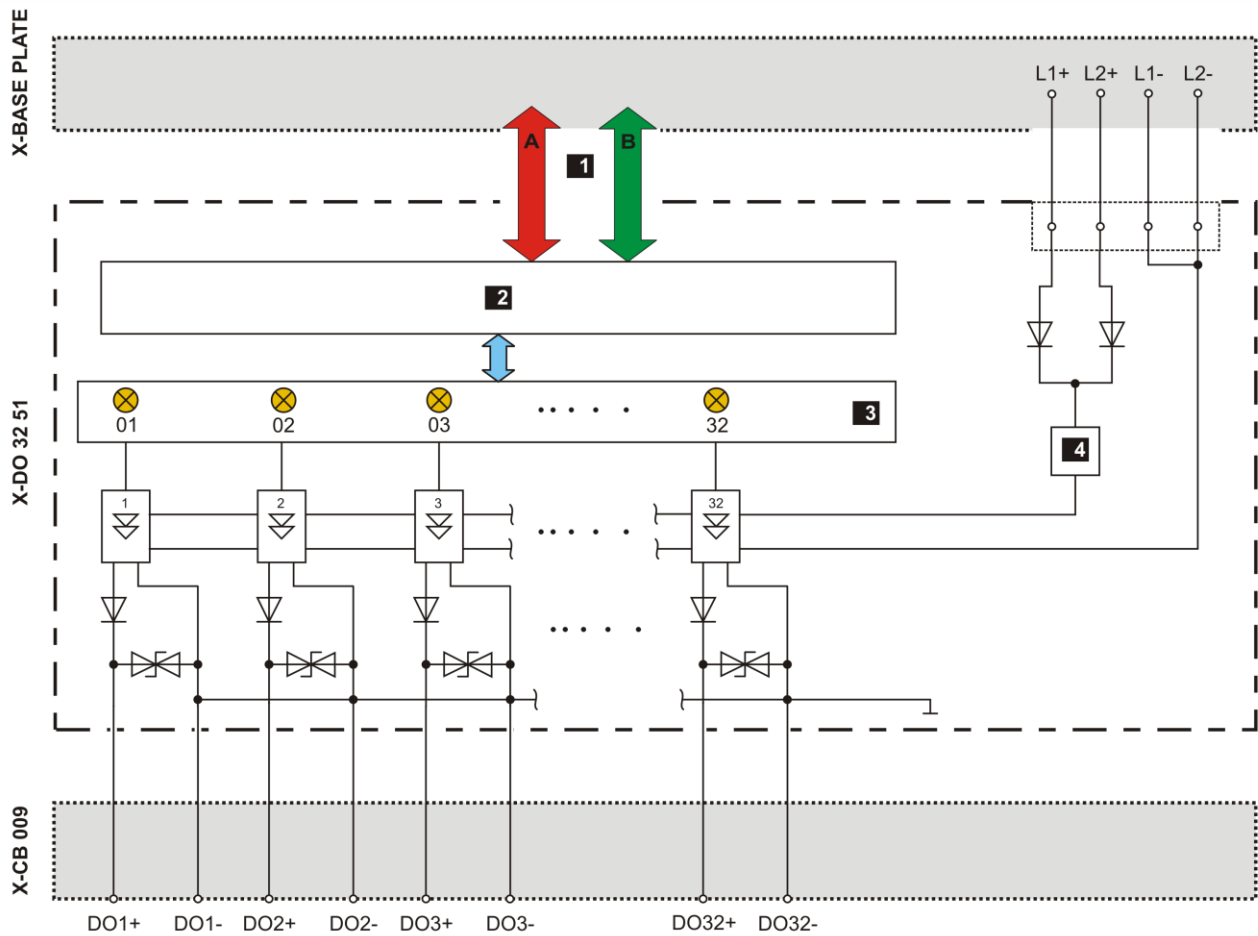 X-BASE PLATE
L1+ L2+ L1- L2-
A 1 B
2
X-DO 32 51
01 02 03 32 3
4
1 2 3 32
X-CB 009
DO1+ DO1- DO2+ DO2- DO3+ DO3- DO32+ DO32-